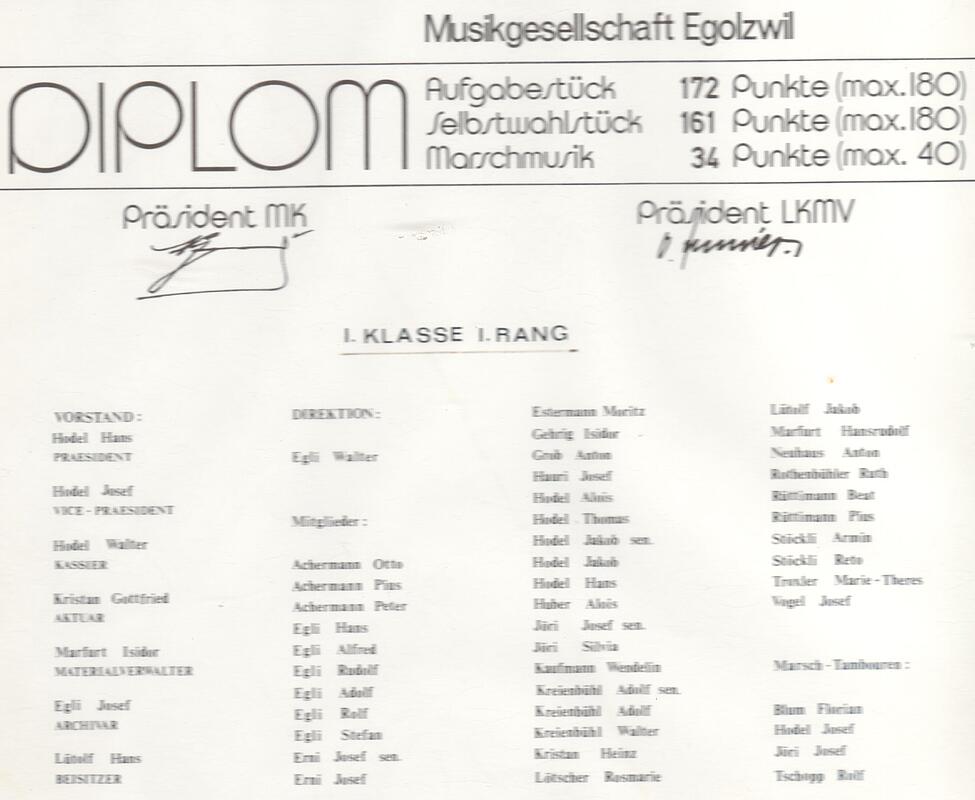 Musikgesellschaft Egolzwil
DIPLOM
Aufgabestück 172 Punkte (max. 180)
Selbstwahlstück 161 Punkte (max. 180)
Marschmusik 34 Punkte (max. 40)
Präsident MK
Präsident LKMV
I. KLASSE I. RANG
VORSTAND:
Hodel Hans
PRAESIDENT
Hodel Josef
VICE-PRAESIDENT
Hodel Walter
KASSIER
Kristan Gottfried
AKTUAR
Marfurt Isidor
MATERIALVERWALTER
Egli Josef
ARCHIVAR
Lütolf Hans
BEISITZER
DIREKTION:
Egli Walter
Mitglieder:
Achermann Otto
Achermann Pius
Achermann Peter
Egli Hans
Egli Alfred
Egli Rudolf
Egli Adolf
Egli Rolf
Egli Stefan
Erni Josef sen.
Erni Josef
Estermann Moritz
Gehrig Isidor
Grob Anton
Hauri Josef
Hodel Alois
Hodel Thomas
Hodel Jakob sen.
Hodel Jakob
Hodel Hans
Huber Alois
Jöri Josef sen.
Jöri Silvia
Kaufmann Wendelin
Kreienbühl Adolf sen.
Kreienbühl Adolf
Kreienbühl Walter
Kristan Heinz
Lötscher Rosmarie
Lütolf Jakob
Marfurt Hansrudolf
Neuhaus Anton
Rothenbühler Ruth
Rüttimann Beat
Rüttimann Pius
Stöckli Armin
Stöckli Reto
Troxler Marie-Theres
Vogel Josef
Marsch-Tambouren:
Blum Florian
Hodel Josef
Jöri Josef
Tschopp Rolf